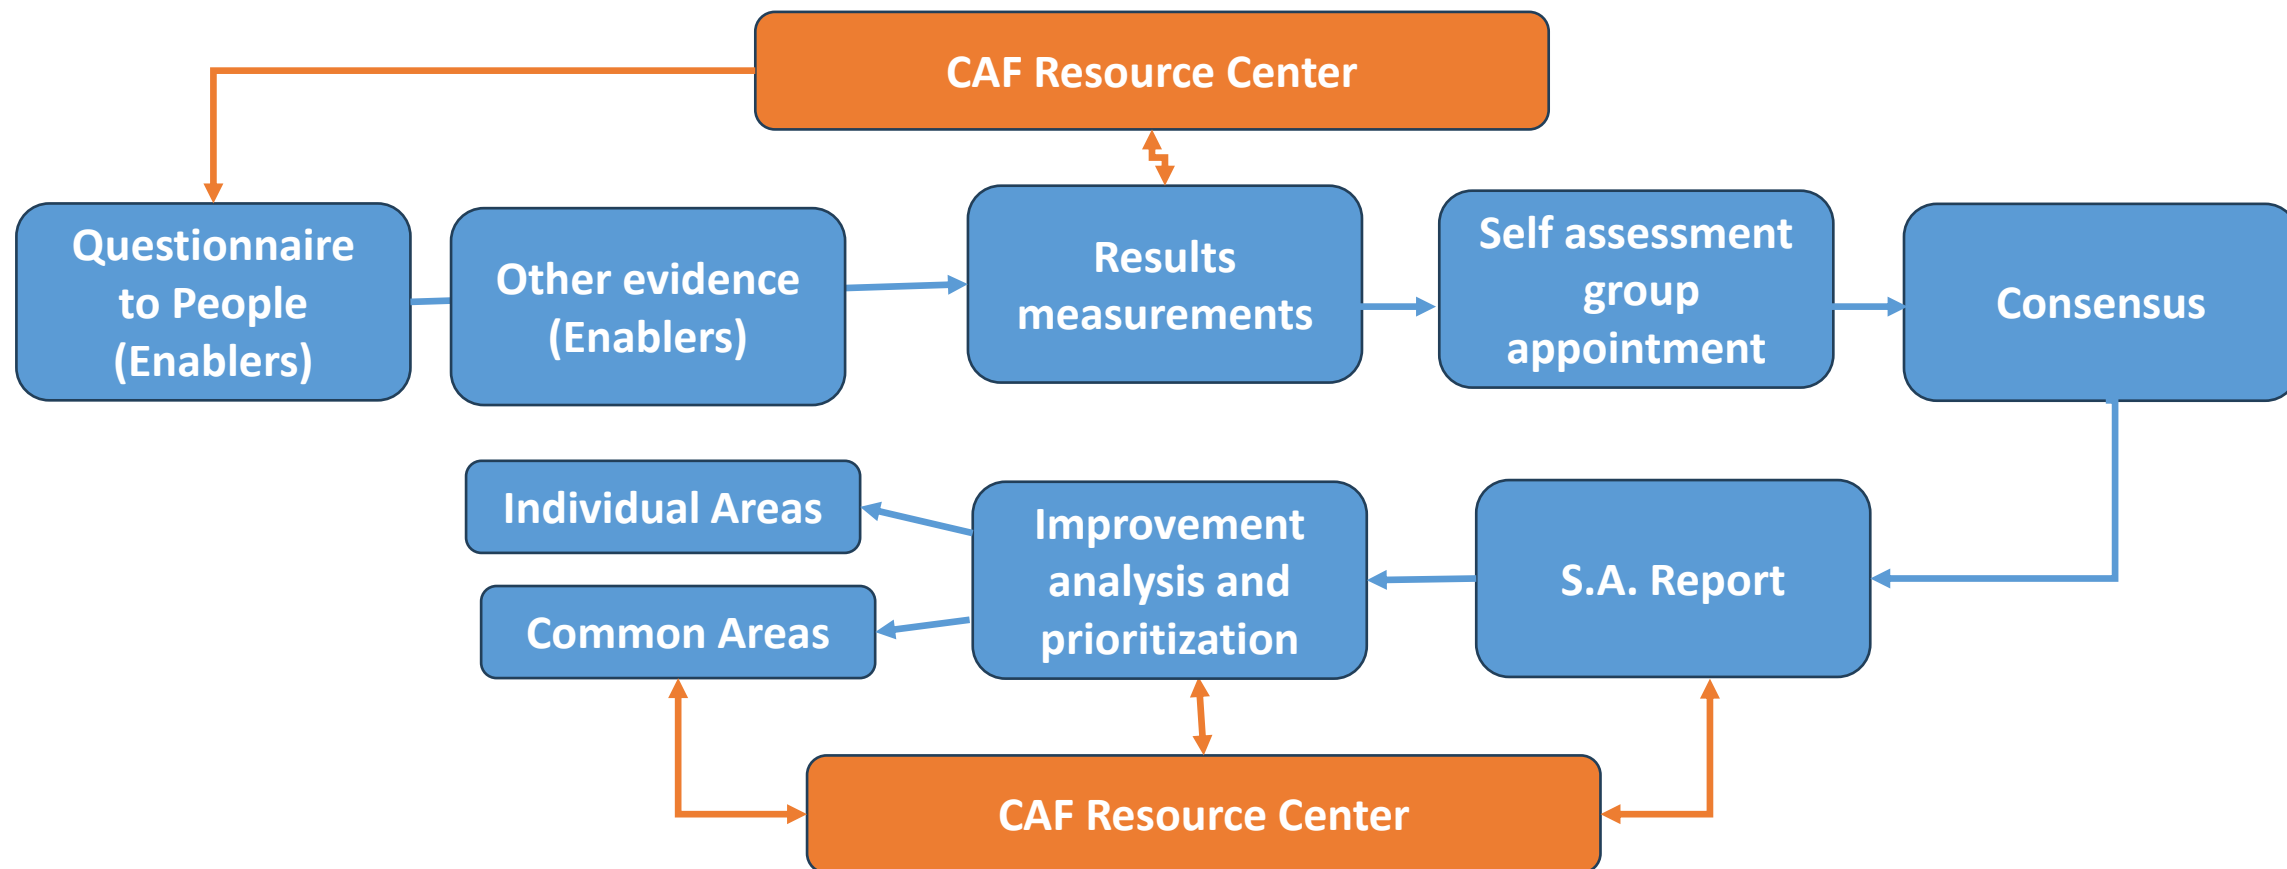 CAF Resource Center
Questionnaire
to People
(Enablers)
Other evidence
(Enablers)
Results
measurements
Self assessment
group
appointment
Consensus
Individual Areas
Common Areas
Improvement
analysis and
prioritization
S.A. Report
CAF Resource Center